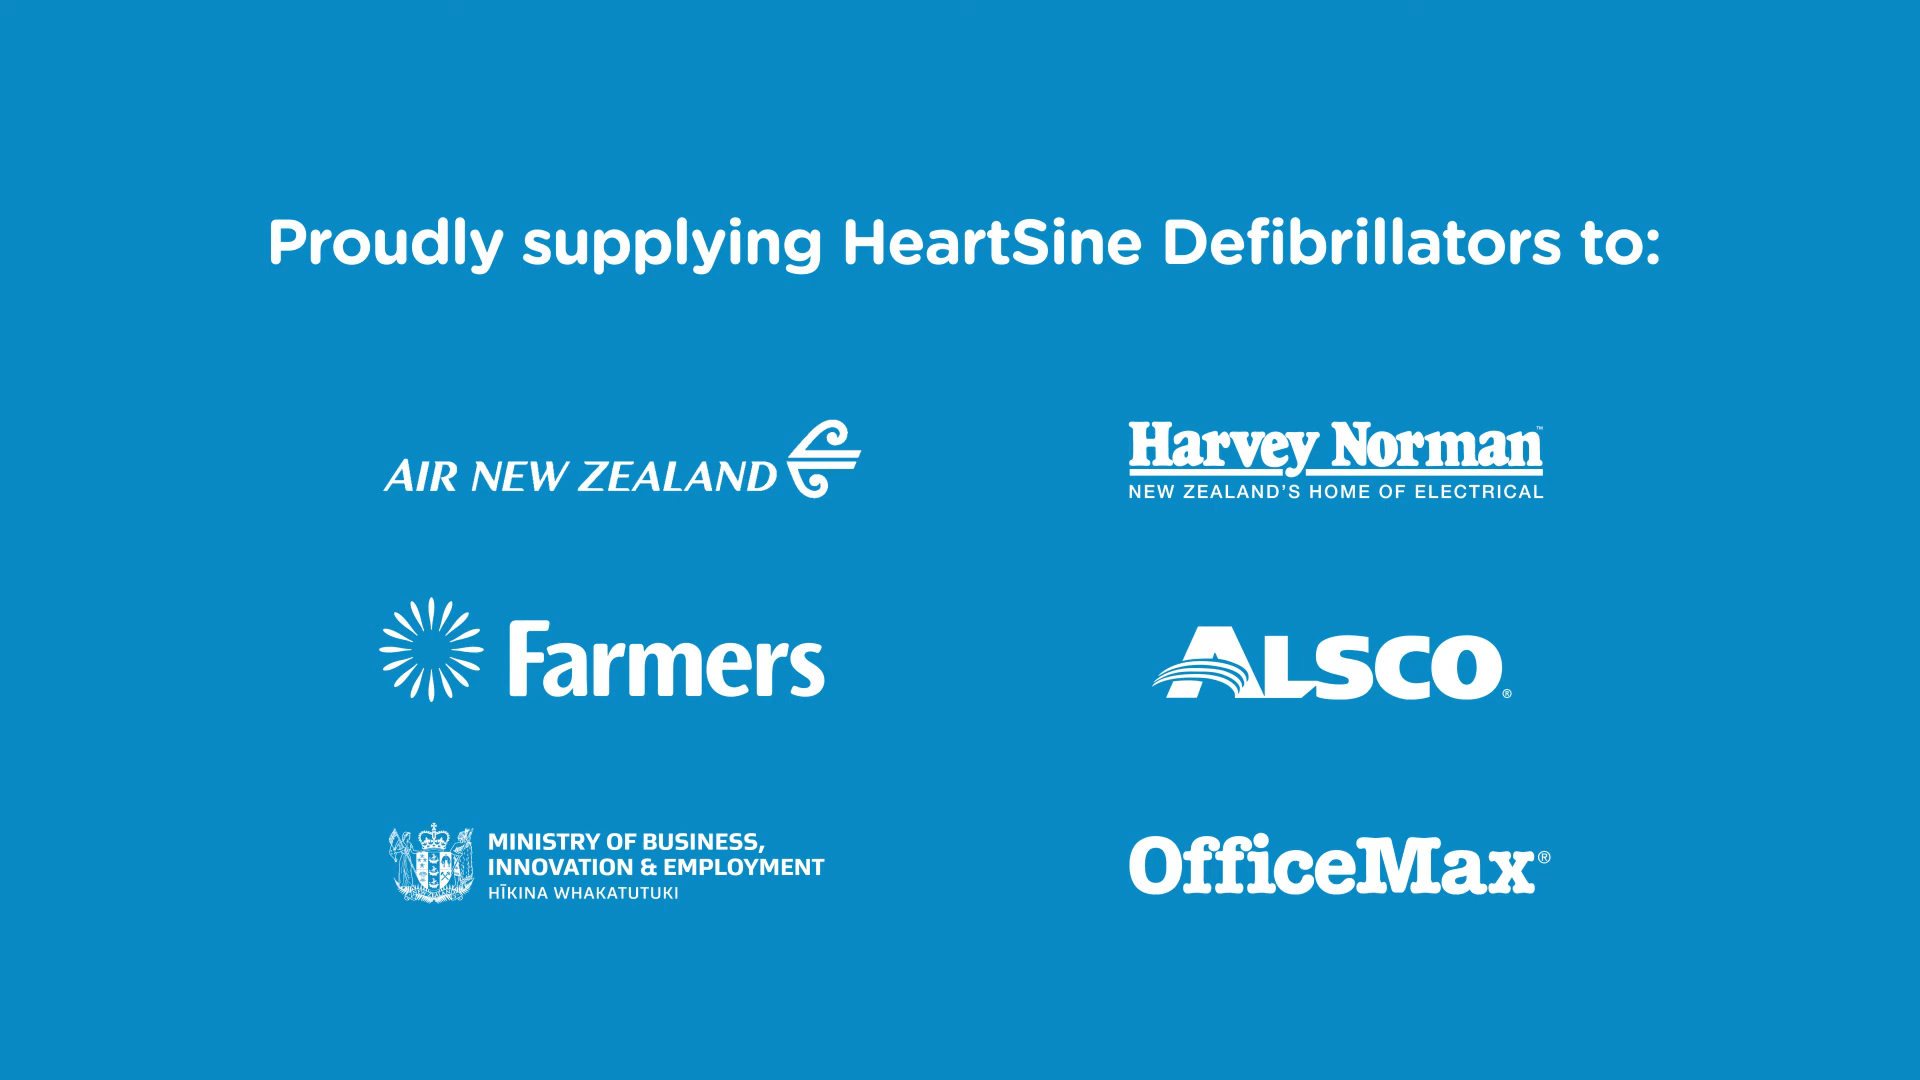 Proudly supplying HeartSine Defibrillators to:
AIR NEW ZEALAND
Harvey Norman™
NEW ZEALAND'S HOME OF ELECTRICAL
Farmers
ALSCO®
MINISTRY OF BUSINESS,
INNOVATION & EMPLOYMENT
HĪKINA WHAKATUTUKI
OfficeMax®